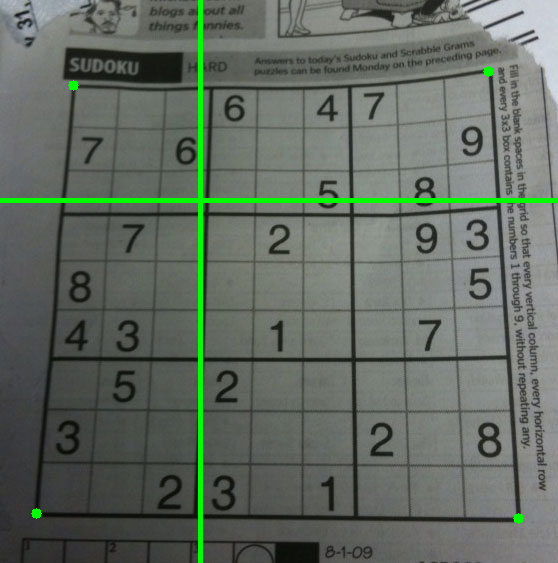 blogs about all
things funnies.
SUDOKU HARD
Answers to today's Sudoku and Scrabble Grams
puzzles can be found Monday on the preceding page.
6 4 7
7 6 9
5 8
7 2 9 3
8 5
4 3 1 7
5 2
3 2 8
2 3 1
Fill in the blank spaces in the grid so that every vertical column, every horizontal row
and every 3x3 box contains the numbers 1 through 9, without repeating any.
1 2
8-1-09